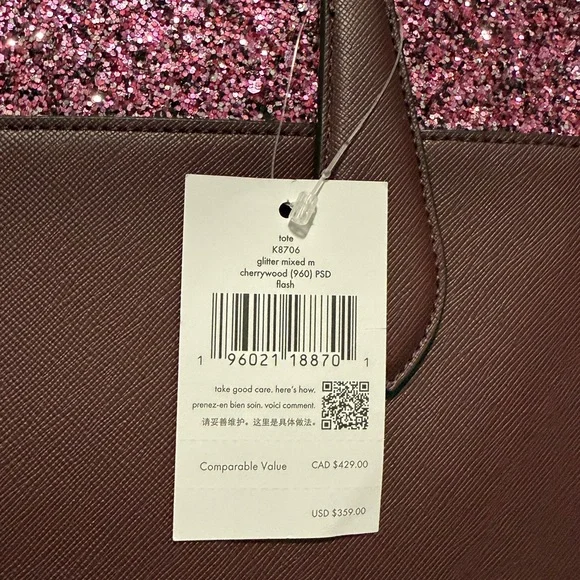 tote
K8706
glitter mixed m
cherrywood (960) PSD
flash
1 96021 18870 1
take good care. here's how.
prenez-en bien soin. voici comment.
请妥善维护。这里是具体做法。
Comparable Value CAD $429.00
USD $359.00